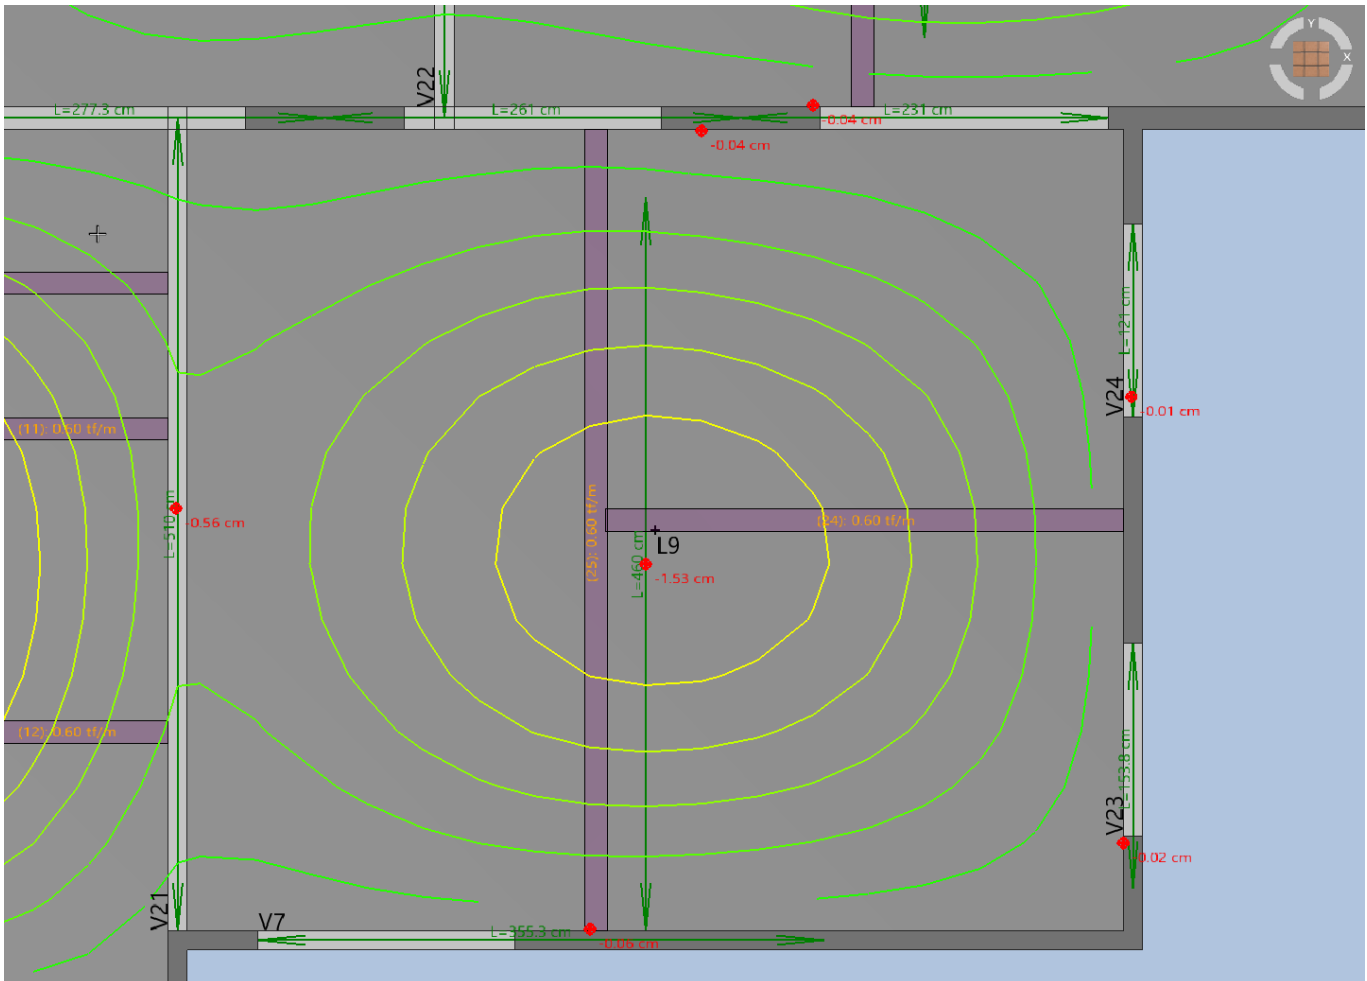 Y
X
V22
L=277.3 cm
L=261 cm
L=231 cm
-0.04 cm
-0.04 cm
L=121 cm
V24
-0.01 cm
(11): 0.60 tf/m
L=510 cm
-0.56 cm
(25): 0.60 tf/m
(24): 0.60 tf/m
L9
L=460 cm
-1.53 cm
(12): 0.60 tf/m
L=153.8 cm
V23
-0.02 cm
V21
V7
L=355.3 cm
-0.06 cm